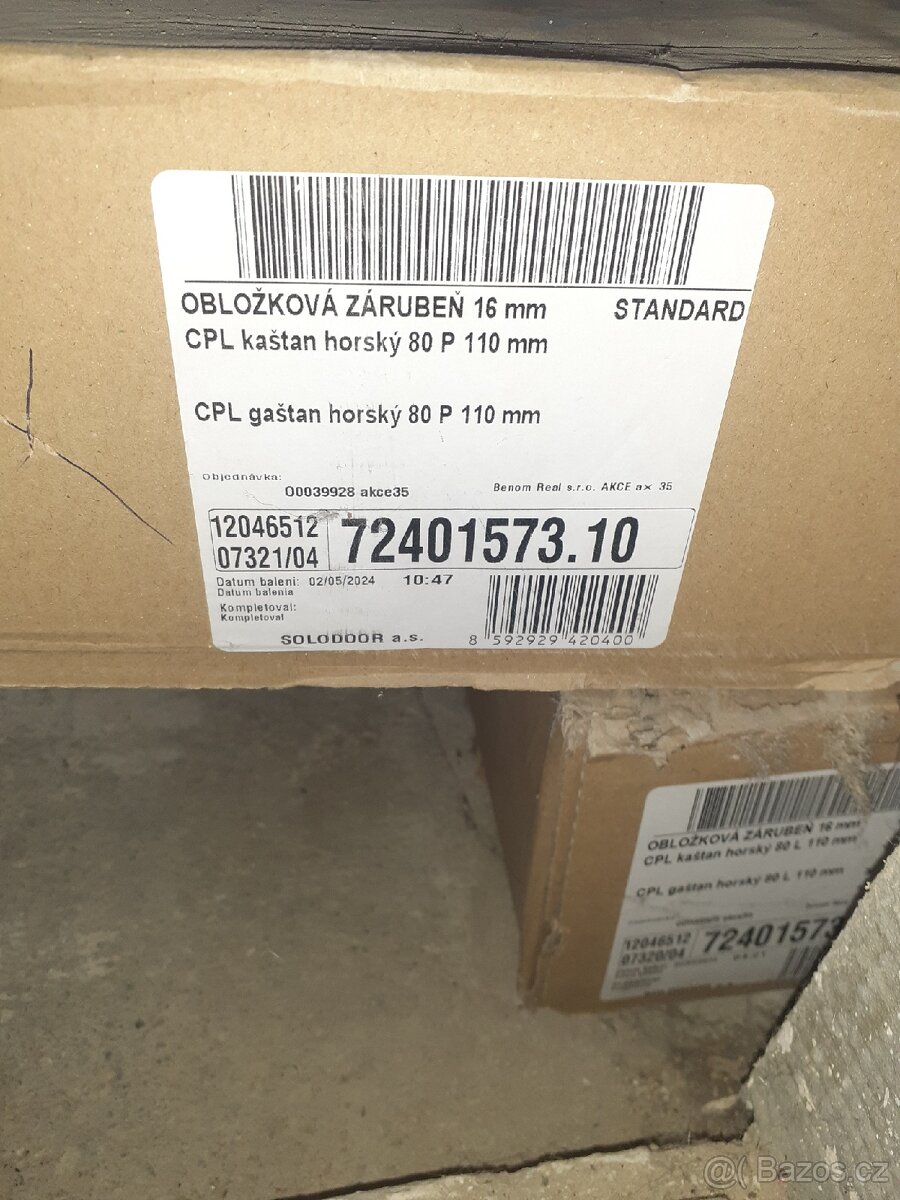 OBLOŽKOVÁ ZÁRUBEŇ 16 mm STANDARD
CPL kaštan horský 80 P 110 mm
CPL gaštan horský 80 P 110 mm
Objednávka:
00039928 akce35 Benom Real s.r.o. AKCE ax 35
12046512
07321/04
72401573.10
Datum balení: 02/05/2024 10:47
Datum balenia
Kompletoval:
Kompletoval
SOLODOOR a.s.
8 592929 420400
OBLOŽKOVÁ ZÁRUBEŇ 16 mm
CPL kaštan horský 80 L 110 mm
CPL gaštan horský 80 L 110 mm
12046512
07320/04
72401573
@( Bazos.cz